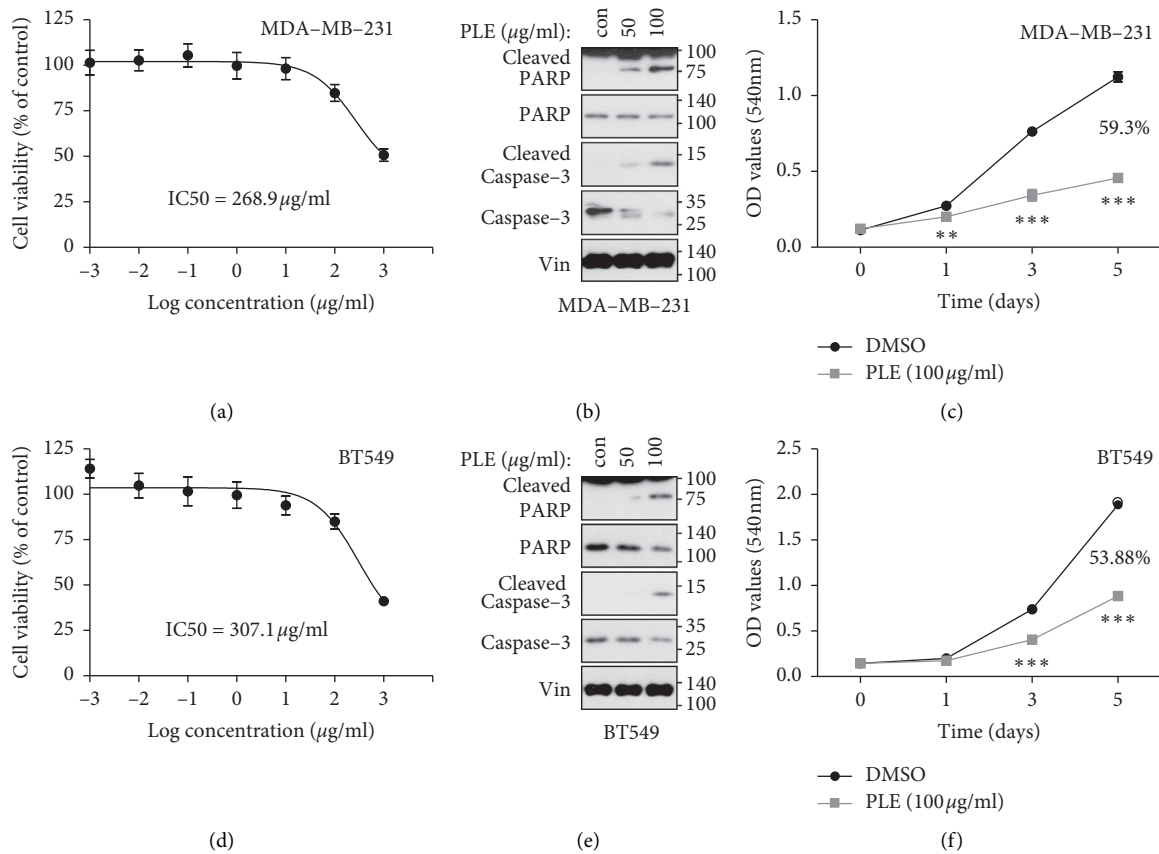 MDA–MB–231
Cell viability (% of control)
125
100
75
50
25
0
IC50 = 268.9 μg/ml
–3 –2 –1 0 1 2 3
Log concentration (μg/ml)
(a)
PLE (μg/ml): con 50 100
Cleaved PARP
100
75
PARP
140
100
Cleaved Caspase–3
15
Caspase–3
35
25
Vin
140
100
MDA–MB–231
(b)
MDA–MB–231
OD values (540nm)
1.5
1.0
0.5
0.0
59.3%
**
***
***
0 1 3 5
Time (days)
DMSO
PLE (100 μg/ml)
(c)
BT549
Cell viability (% of control)
125
100
75
50
25
0
IC50 = 307.1 μg/ml
–3 –2 –1 0 1 2 3
Log concentration (μg/ml)
(d)
PLE (μg/ml): con 50 100
Cleaved
PARP
100
75
PARP
140
100
Cleaved
Caspase–3
15
Caspase–3
35
25
Vin
140
100
BT549
(e)
BT549
OD values (540nm)
2.5
2.0
1.5
1.0
0.5
0.0
53.88%
***
***
0 1 3 5
Time (days)
DMSO
PLE (100 μg/ml)
(f)